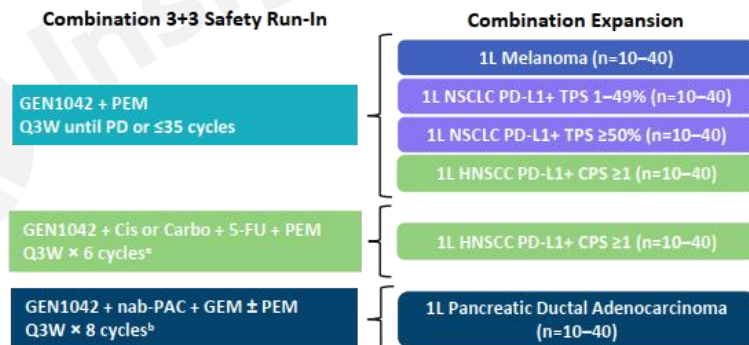 Combination 3+3 Safety Run-In
Combination Expansion
GEN1042 + PEM
Q3W until PD or ≤35 cycles
1L Melanoma (n=10–40)
1L NSCLC PD-L1+ TPS 1–49% (n=10–40)
1L NSCLC PD-L1+ TPS ≥50% (n=10–40)
1L HNSCC PD-L1+ CPS ≥1 (n=10–40)
GEN1042 + Cis or Carbo + 5-FU + PEM
Q3W × 6 cyclesᵃ
1L HNSCC PD-L1+ CPS ≥1 (n=10–40)
GEN1042 + nab-PAC + GEM ± PEM
Q3W × 8 cyclesᵇ
1L Pancreatic Ductal Adenocarcinoma
(n=10–40)